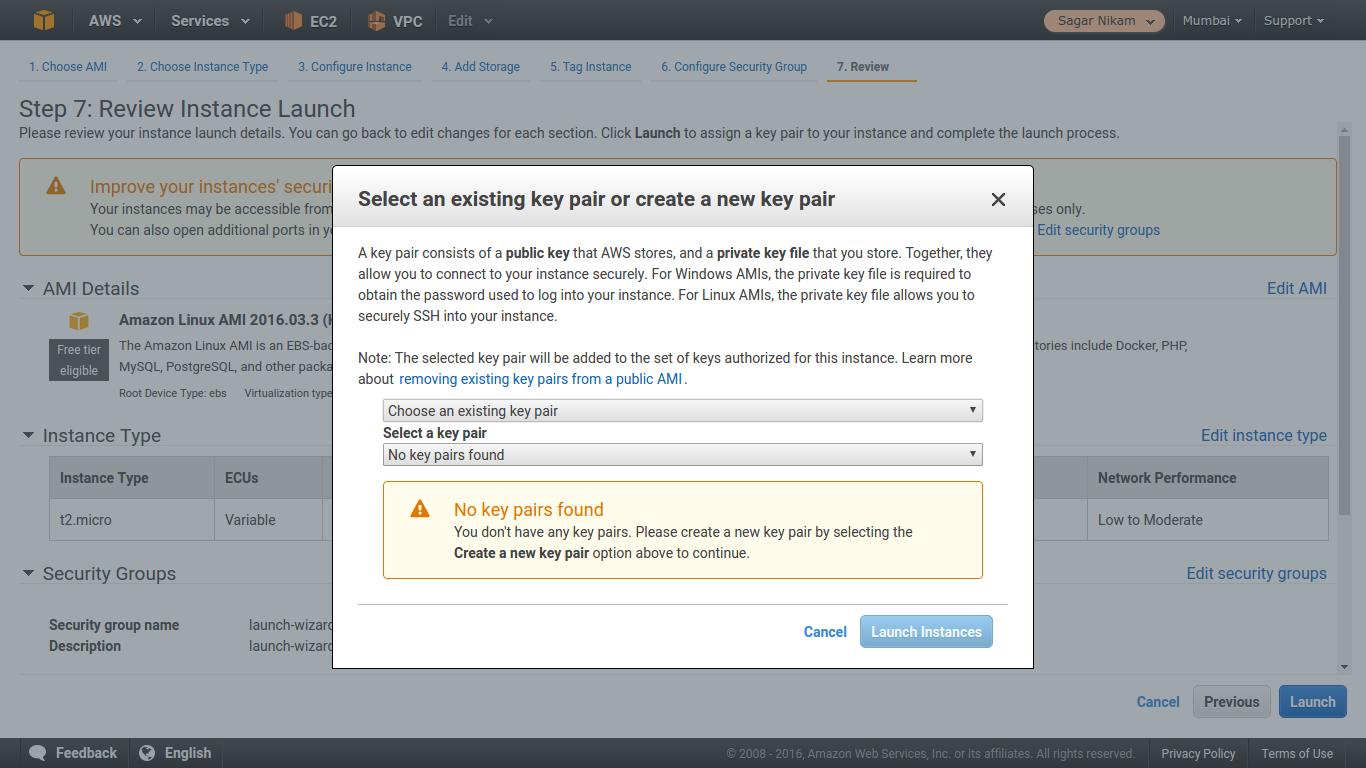 AWS Services EC2 VPC Edit Sagar Nikam Mumbai Support
1. Choose AMI 2. Choose Instance Type 3. Configure Instance 4. Add Storage 5. Tag Instance 6. Configure Security Group 7. Review
Step 7: Review Instance Launch
Please review your instance launch details. You can go back to edit changes for each section. Click Launch to assign a key pair to your instance and complete the launch process.
Improve your instances' securi
Your instances may be accessible from ses only.
You can also open additional ports in ye Edit security groups
Select an existing key pair or create a new key pair
A key pair consists of a public key that AWS stores, and a private key file that you store. Together, they
allow you to connect to your instance securely. For Windows AMIs, the private key file is required to
obtain the password used to log into your instance. For Linux AMIs, the private key file allows you to
securely SSH into your instance.
Note: The selected key pair will be added to the set of keys authorized for this instance. Learn more
about removing existing key pairs from a public AMI.
Choose an existing key pair
Select a key pair
No key pairs found
No key pairs found
You don't have any key pairs. Please create a new key pair by selecting the
Create a new key pair option above to continue.
Cancel Launch Instances
AMI Details Edit AMI
Amazon Linux AMI 2016.03.3 (H
Free tier
eligible
The Amazon Linux AMI is an EBS-bac tories include Docker, PHP,
MySQL, PostgreSQL, and other packa
Root Device Type: ebs Virtualization type
Instance Type Edit instance type
Instance Type ECUs Network Performance
t2.micro Variable Low to Moderate
Security Groups Edit security groups
Security group name launch-wizard
Description launch-wizard
Cancel Previous Launch
Feedback English © 2008 - 2016, Amazon Web Services, Inc. or its affiliates. All rights reserved. Privacy Policy Terms of Use